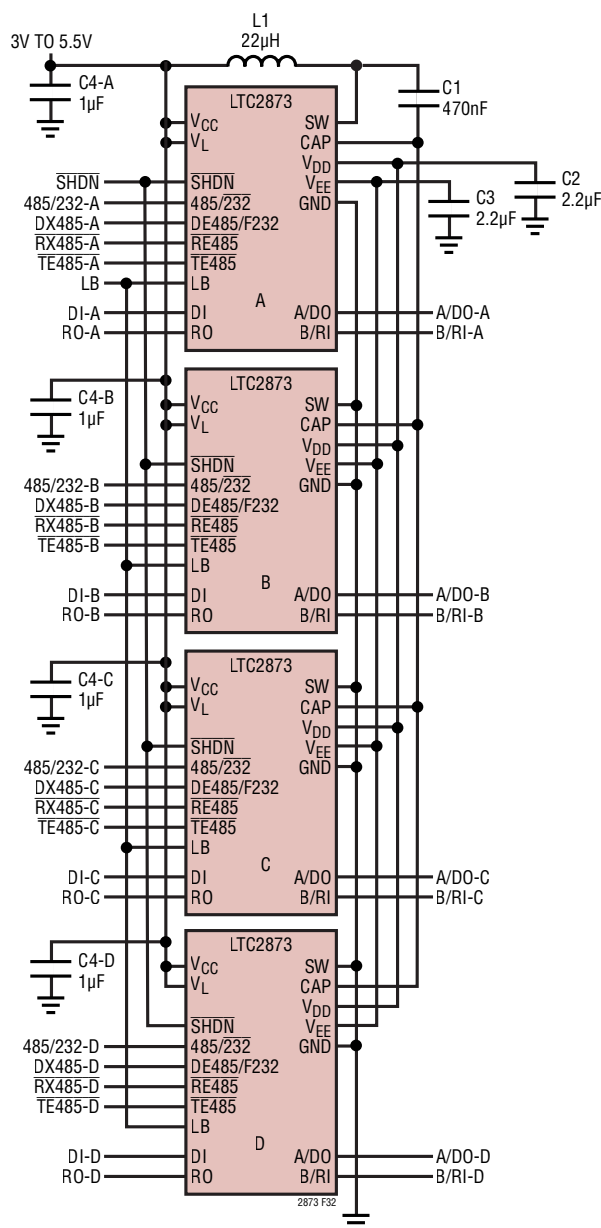 L1
22µH
3V TO 5.5V
C4-A
1µF
C1
470nF
LTC2873
VCC
VL
SW
CAP
VDD
VEE
GND
C2
2.2µF
C3
2.2µF
SHDN
SHDN
485/232-A
485/232
DX485-A
DE485/F232
RX485-A
RE485
TE485-A
TE485
LB
LB
A
DI-A
DI
A/DO
A/DO-A
RO-A
RO
B/RI
B/RI-A
LTC2873
C4-B
1µF
VCC
VL
SW
CAP
VDD
VEE
GND
SHDN
485/232-B
485/232
DX485-B
DE485/F232
RX485-B
RE485
TE485-B
TE485
LB
B
DI-B
DI
A/DO
A/DO-B
RO-B
RO
B/RI
B/RI-B
LTC2873
C4-C
1µF
VCC
VL
SW
CAP
VDD
VEE
GND
SHDN
485/232-C
485/232
DX485-C
DE485/F232
RX485-C
RE485
TE485-C
TE485
LB
C
DI-C
DI
A/DO
A/DO-C
RO-C
RO
B/RI
B/RI-C
LTC2873
C4-D
1µF
VCC
VL
SW
CAP
VDD
VEE
GND
SHDN
485/232-D
485/232
DX485-D
DE485/F232
RX485-D
RE485
TE485-D
TE485
LB
D
DI-D
DI
A/DO
A/DO-D
RO-D
RO
B/RI
B/RI-D
2873 F32